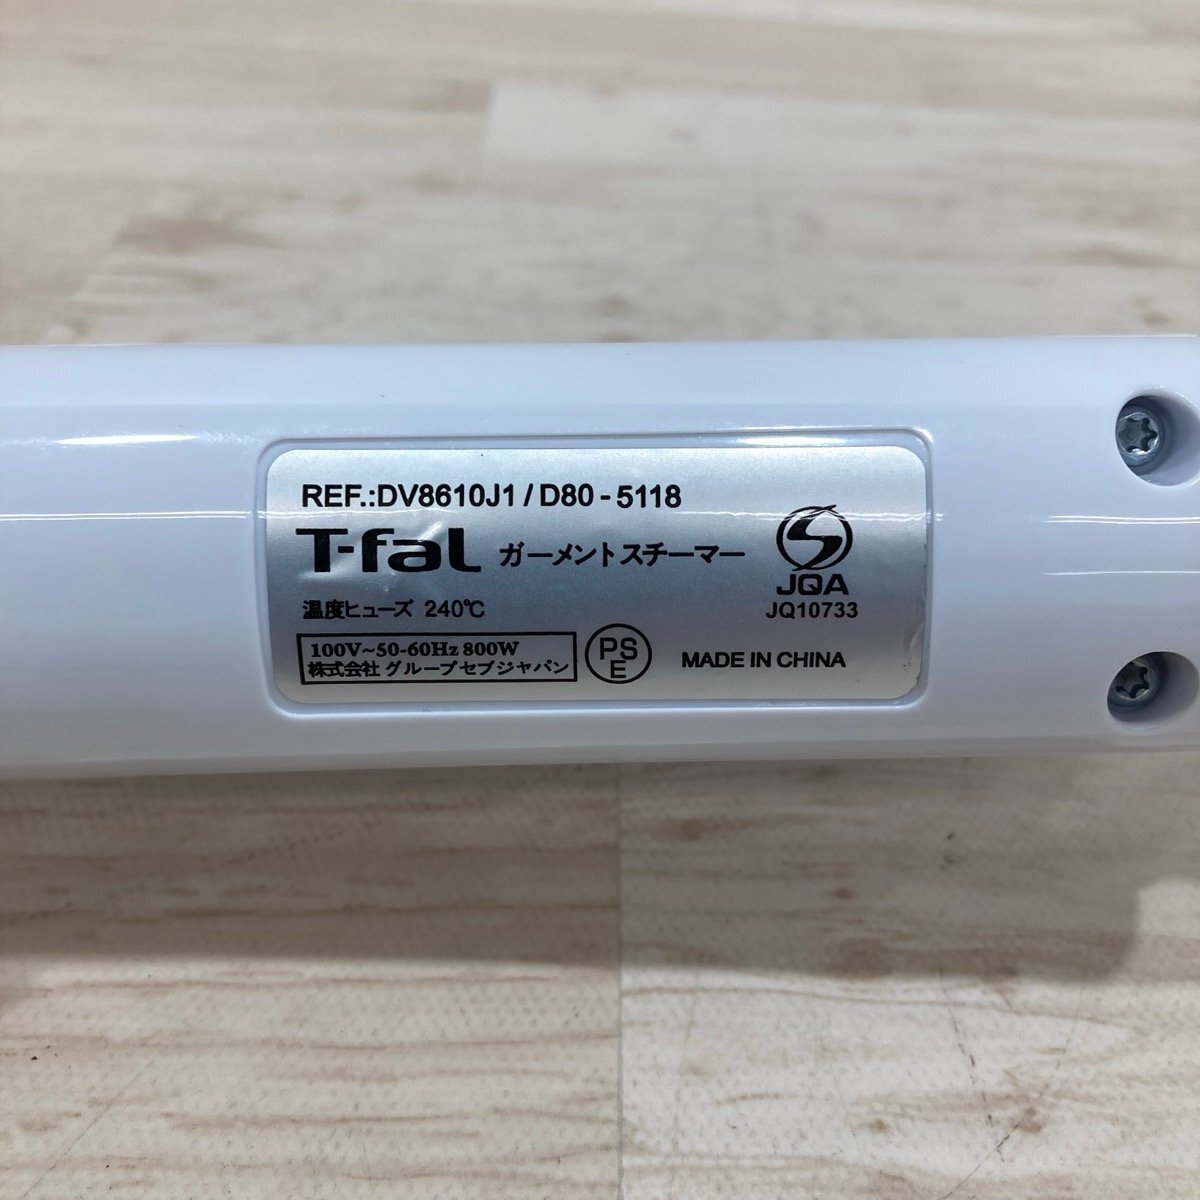 REF.:DV8610J1 / D80 - 5118
T-faL ガーメントスチーマー
JQA
温度ヒューズ 240℃
JQ10733
100V~50-60Hz 800W
株式会社 グループセブジャパン
PS
E
MADE IN CHINA